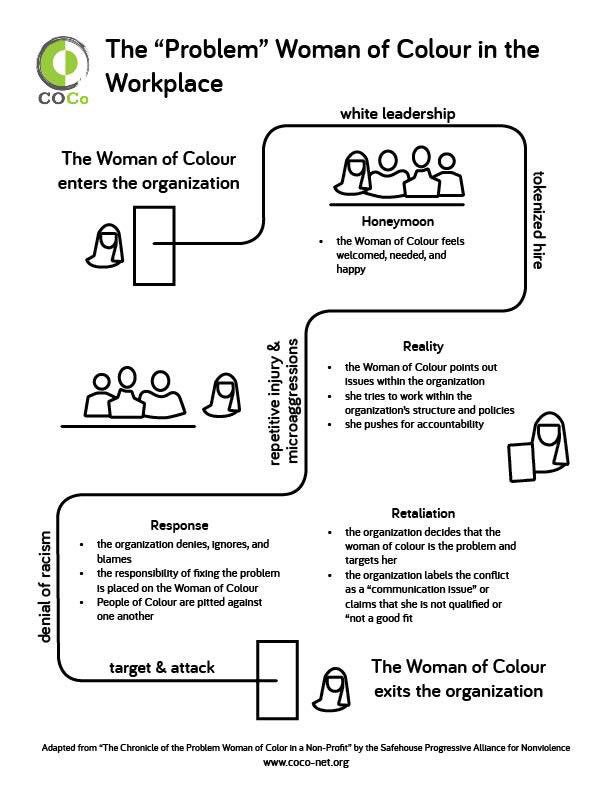 The “Problem” Woman of Colour in the
Workplace
COCo
white leadership
The Woman of Colour
enters the organization
tokenized hire
Honeymoon
• the Woman of Colour feels
welcomed, needed, and
happy
repetitive injury &
microaggressions
Reality
• the Woman of Colour points out
issues within the organization
• she tries to work within the
organization’s structure and policies
• she pushes for accountability
denial of racism
Response
• the organization denies, ignores, and
blames
• the responsibility of fixing the problem
is placed on the Woman of Colour
• People of Colour are pitted against
one another
Retaliation
• the organization decides that the
woman of colour is the problem and
targets her
• the organization labels the conflict
as a “communication issue” or
claims that she is not qualified or
“not a good fit
target & attack
The Woman of Colour
exits the organization
Adapted from “The Chronicle of the Problem Woman of Color in a Non-Profit” by the Safehouse Progressive Alliance for Nonviolence
www.coco-net.org